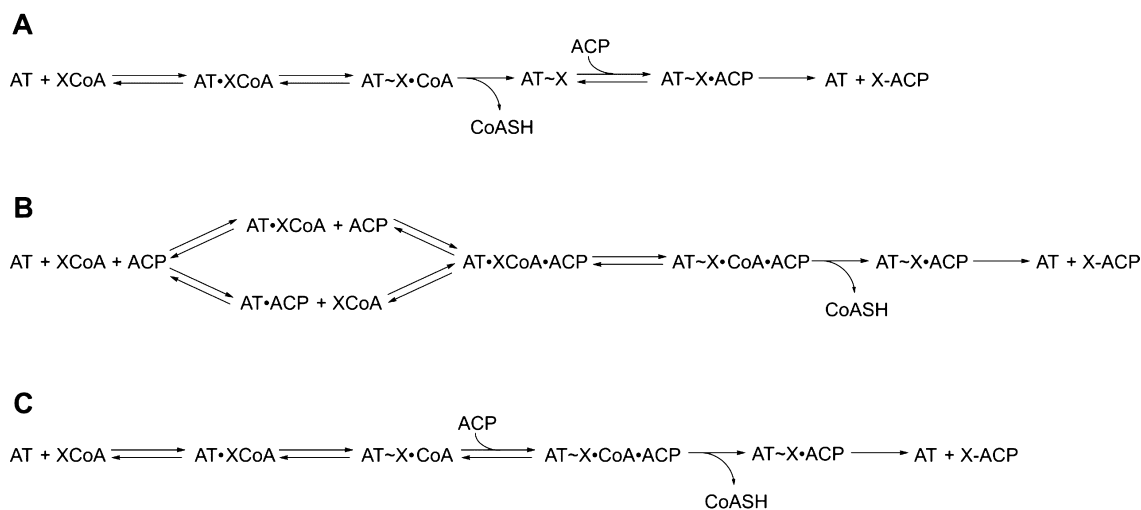 A
ACP
AT + XCoA AT•XCoA AT~X•CoA AT~X AT~X•ACP AT + X-ACP
CoASH
B
AT•XCoA + ACP
AT + XCoA + ACP AT•XCoA•ACP AT~X•CoA•ACP AT~X•ACP AT + X-ACP
AT•ACP + XCoA
CoASH
C
ACP
AT + XCoA AT•XCoA AT~X•CoA AT~X•CoA•ACP AT~X•ACP AT + X-ACP
CoASH